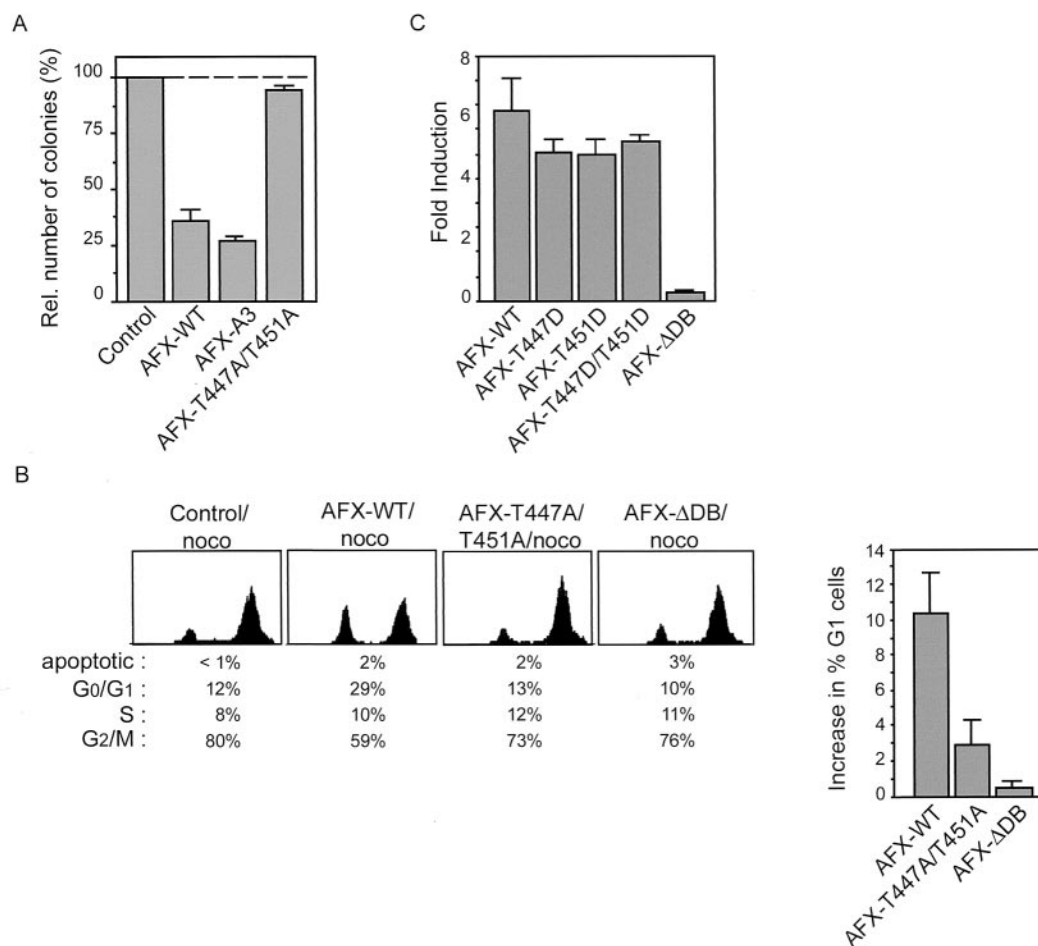 A
Rel. number of colonies (%)
100
75
50
25
0
Control
AFX-WT
AFX-A3
AFX-T447A/T451A
C
Fold Induction
8
6
4
2
0
AFX-WT
AFX-T447D
AFX-T451D
AFX-T447D/T451D
AFX-ΔDB
B
Control/
noco
AFX-WT/
noco
AFX-T447A/
T451A/noco
AFX-ΔDB/
noco
apoptotic : < 1% 2% 2% 3%
G0/G1 : 12% 29% 13% 10%
S : 8% 10% 12% 11%
G2/M : 80% 59% 73% 76%
Increase in % G1 cells
14
12
10
8
6
4
2
0
AFX-WT
AFX-T447A/T451A
AFX-ΔDB